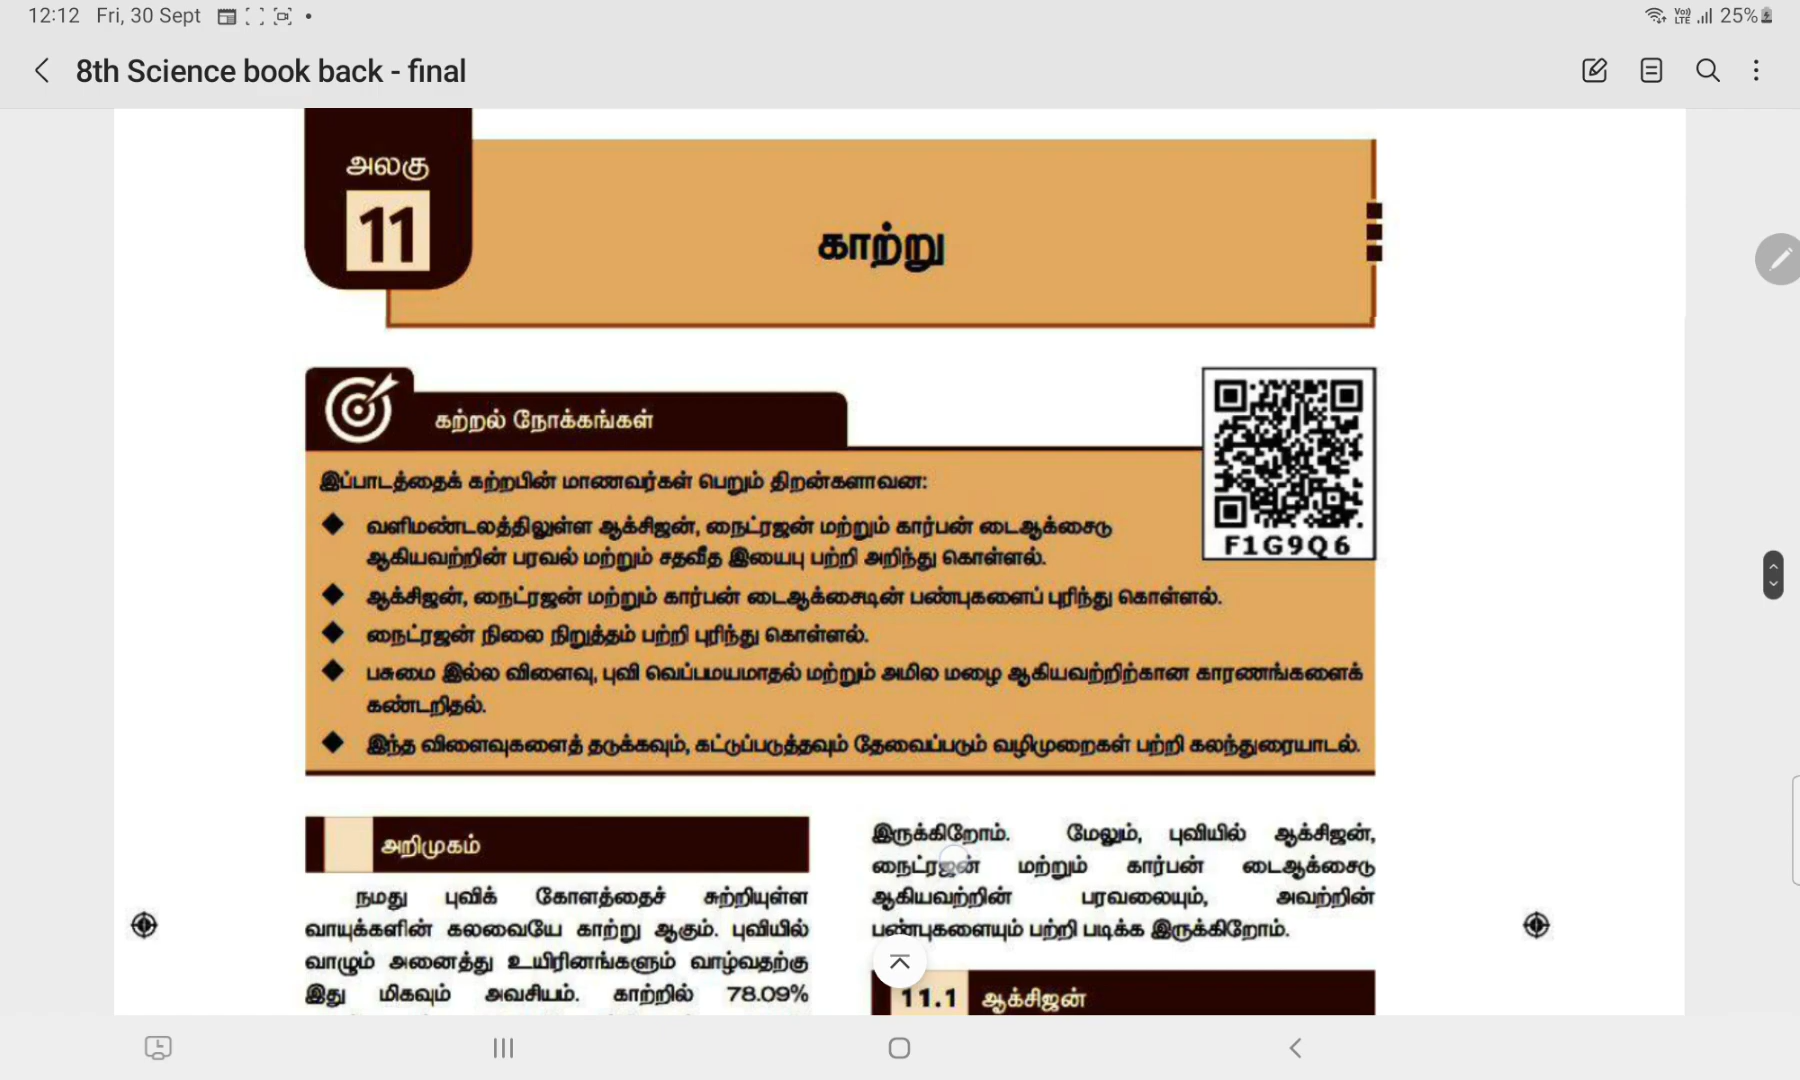 12:12 Fri, 30 Sept
Vo)) LTE 25%
8th Science book back - final
அலகு
11
காற்று
கற்றல் நோக்கங்கள்
F1G9Q6
இப்பாடத்தைக் கற்றபின் மாணவர்கள் பெறும் திறன்களாவன:
◆ வளிமண்டலத்திலுள்ள ஆக்சிஜன், நைட்ரஜன் மற்றும் கார்பன் டைஆக்சைடு
ஆகியவற்றின் பரவல் மற்றும் சதவீத இயைபு பற்றி அறிந்து கொள்ளல்.
◆ ஆக்சிஜன், நைட்ரஜன் மற்றும் கார்பன் டைஆக்சைடின் பண்புகளைப் புரிந்து கொள்ளல்.
◆ நைட்ரஜன் நிலை நிறுத்தம் பற்றி புரிந்து கொள்ளல்.
◆ பசுமை இல்ல விளைவு, புவி வெப்பமயமாதல் மற்றும் அமில மழை ஆகியவற்றிற்கான காரணங்களைக்
கண்டறிதல்.
◆ இந்த விளைவுகளைத் தடுக்கவும், கட்டுப்படுத்தவும் தேவைப்படும் வழிமுறைகள் பற்றி கலந்துரையாடல்.
அறிமுகம்
நமது புவிக் கோளத்தைச் சுற்றியுள்ள
வாயுக்களின் கலவையே காற்று ஆகும். புவியில்
வாழும் அனைத்து உயிரினங்களும் வாழ்வதற்கு
இது மிகவும் அவசியம். காற்றில் 78.09%
இருக்கிறோம். மேலும், புவியில் ஆக்சிஜன்,
நைட்ரஜன் மற்றும் கார்பன் டைஆக்சைடு
ஆகியவற்றின் பரவலையும், அவற்றின்
பண்புகளையும் பற்றி படிக்க இருக்கிறோம்.
11.1 ஆக்சிஜன்